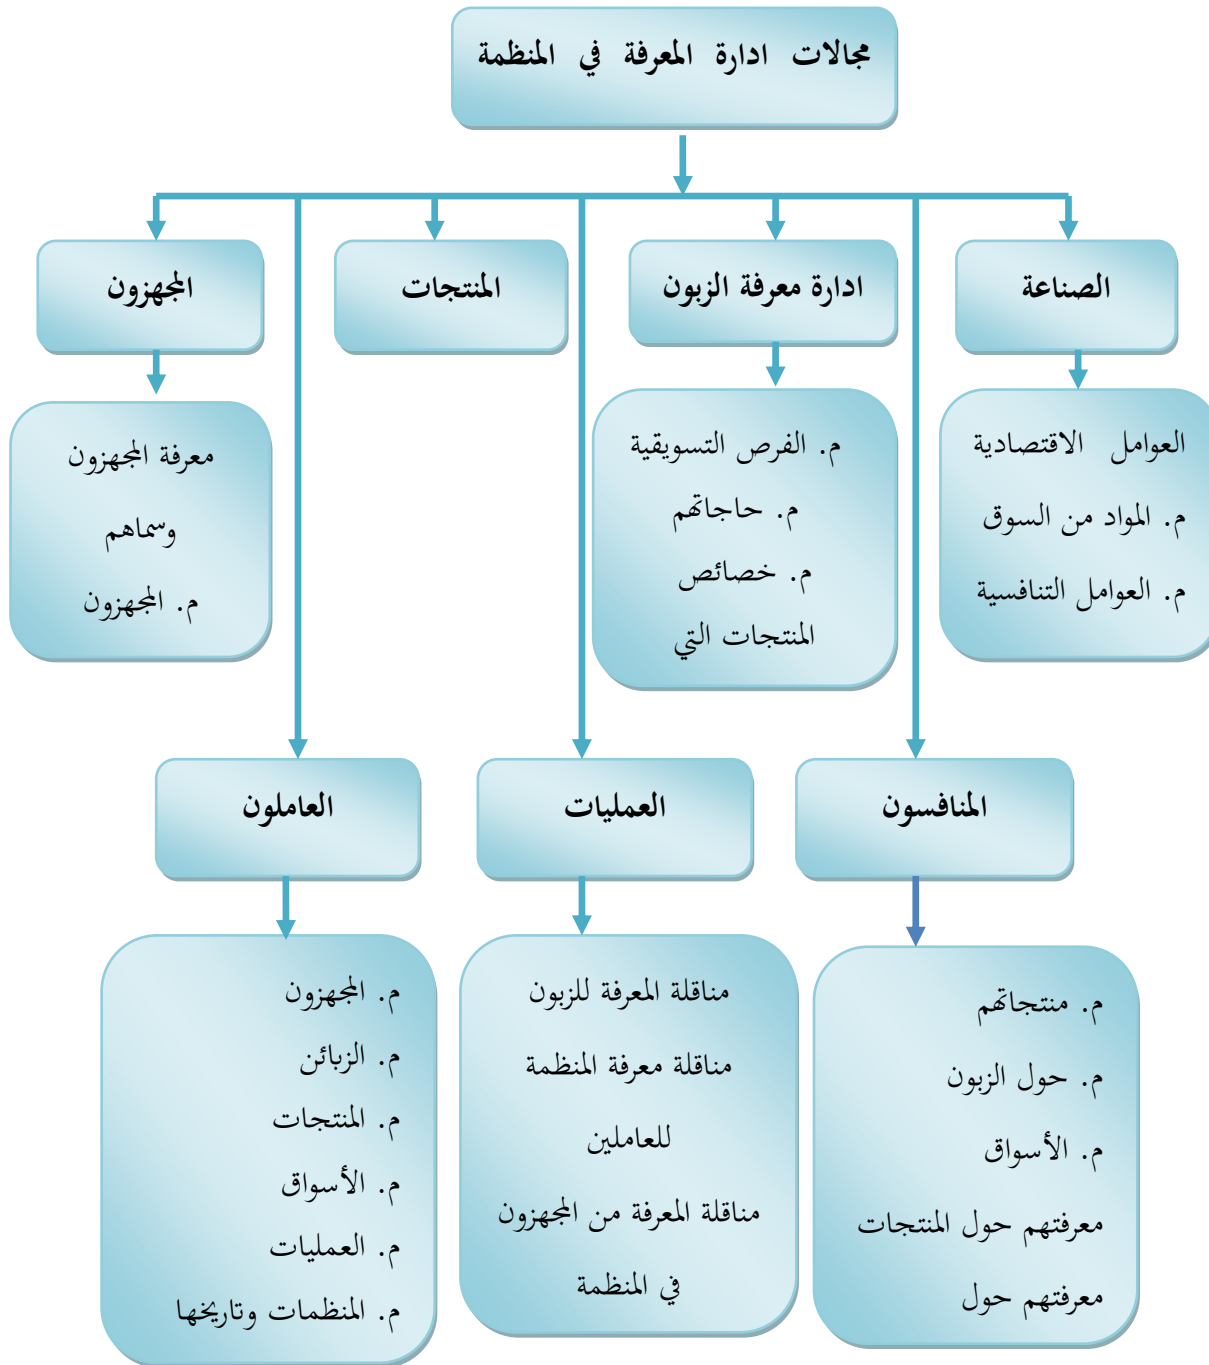 مجالات ادارة المعرفة في المنظمة
الصناعة
ادارة معرفة الزبون
المنتجات
المجهزون
العوامل الاقتصادية
م. المواد من السوق
م. العوامل التنافسية
م. الفرص التسويقية
م. حاجاتهم
م. خصائص
المنتجات التي
معرفة المجهزون
وسماهم
م. المجهزون
المنافسون
العمليات
العاملون
م. منتجاتهم
م. حول الزبون
م. الأسواق
معرفتهم حول المنتجات
معرفتهم حول
مناقلة المعرفة للزبون
مناقلة معرفة المنظمة
للعاملين
مناقلة المعرفة من المجهزون
في المنظمة
م. المجهزون
م. الزبائن
م. المنتجات
م. الأسواق
م. العمليات
م. المنظمات وتاريخها